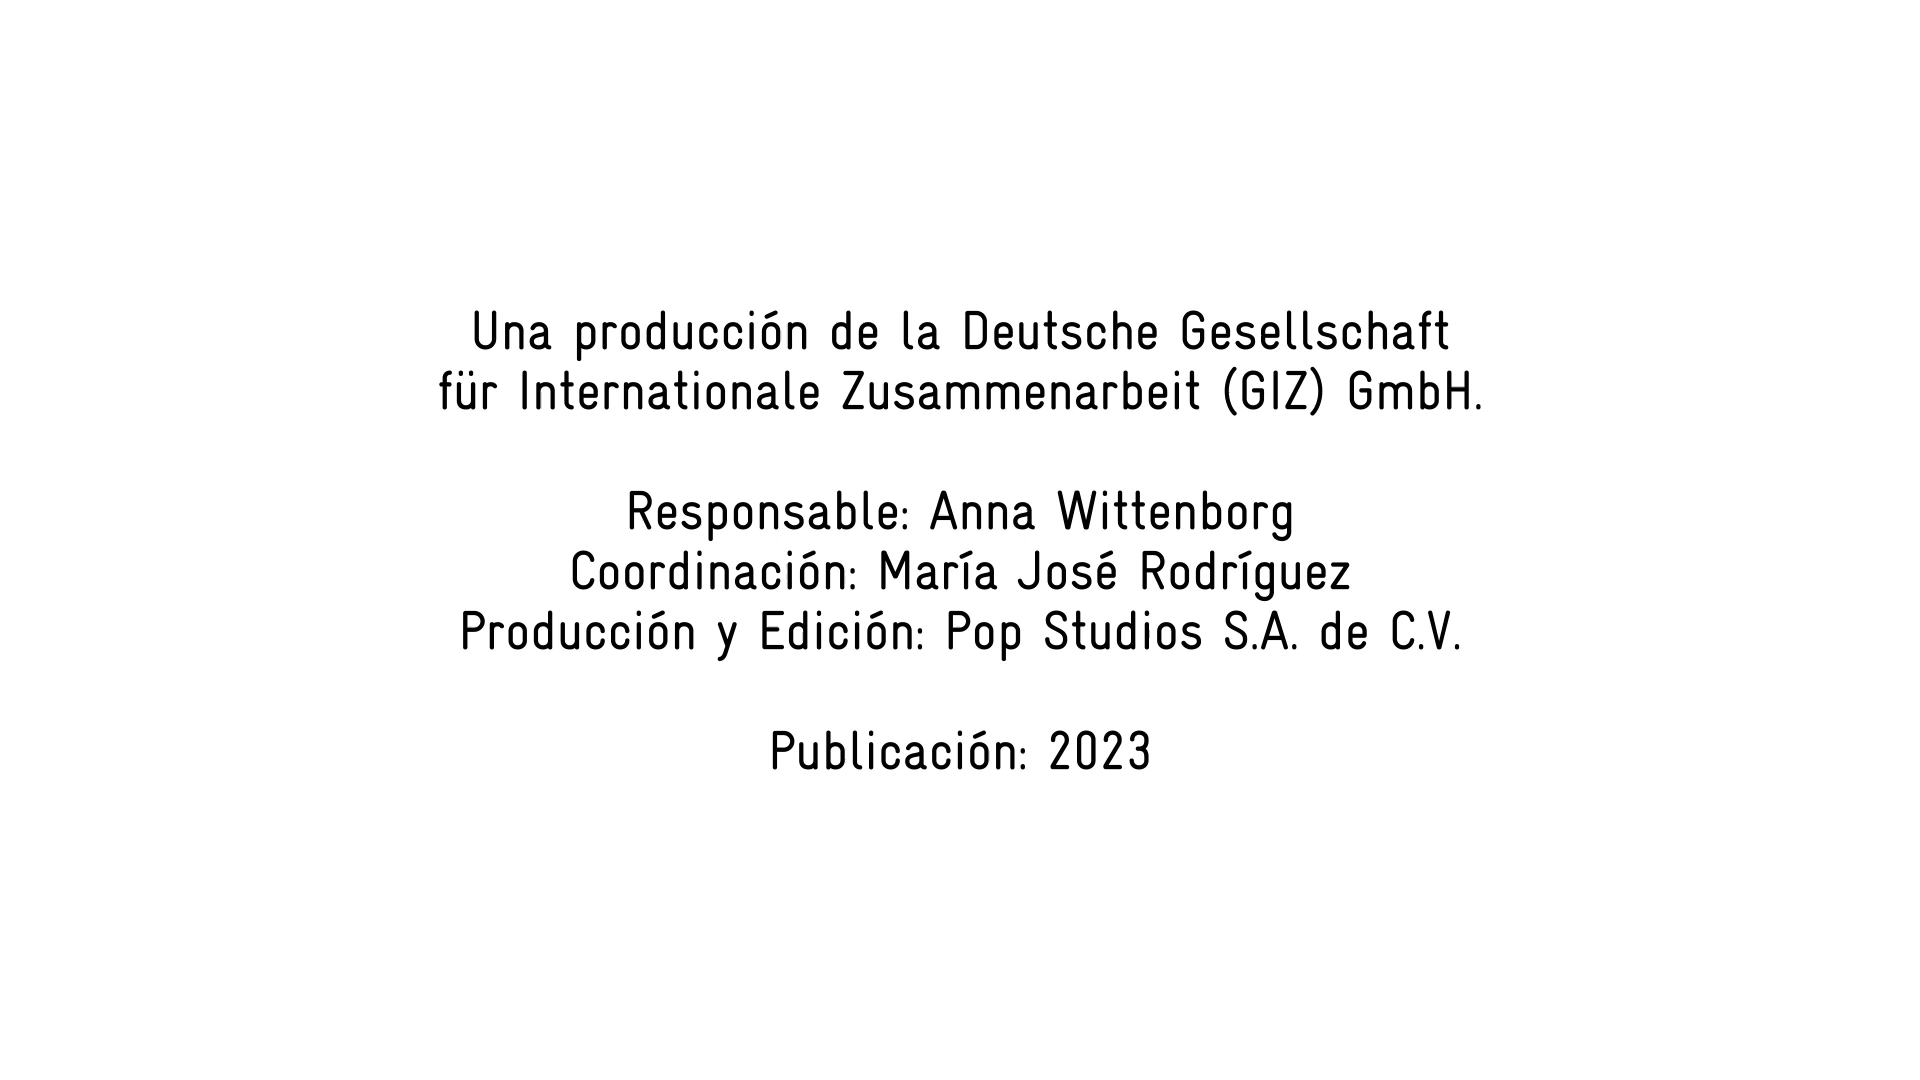 Una producción de la Deutsche Gesellschaft
für Internationale Zusammenarbeit (GIZ) GmbH.
Responsable: Anna Wittenborg
Coordinación: María José Rodríguez
Producción y Edición: Pop Studios S.A. de C.V.
Publicación: 2023